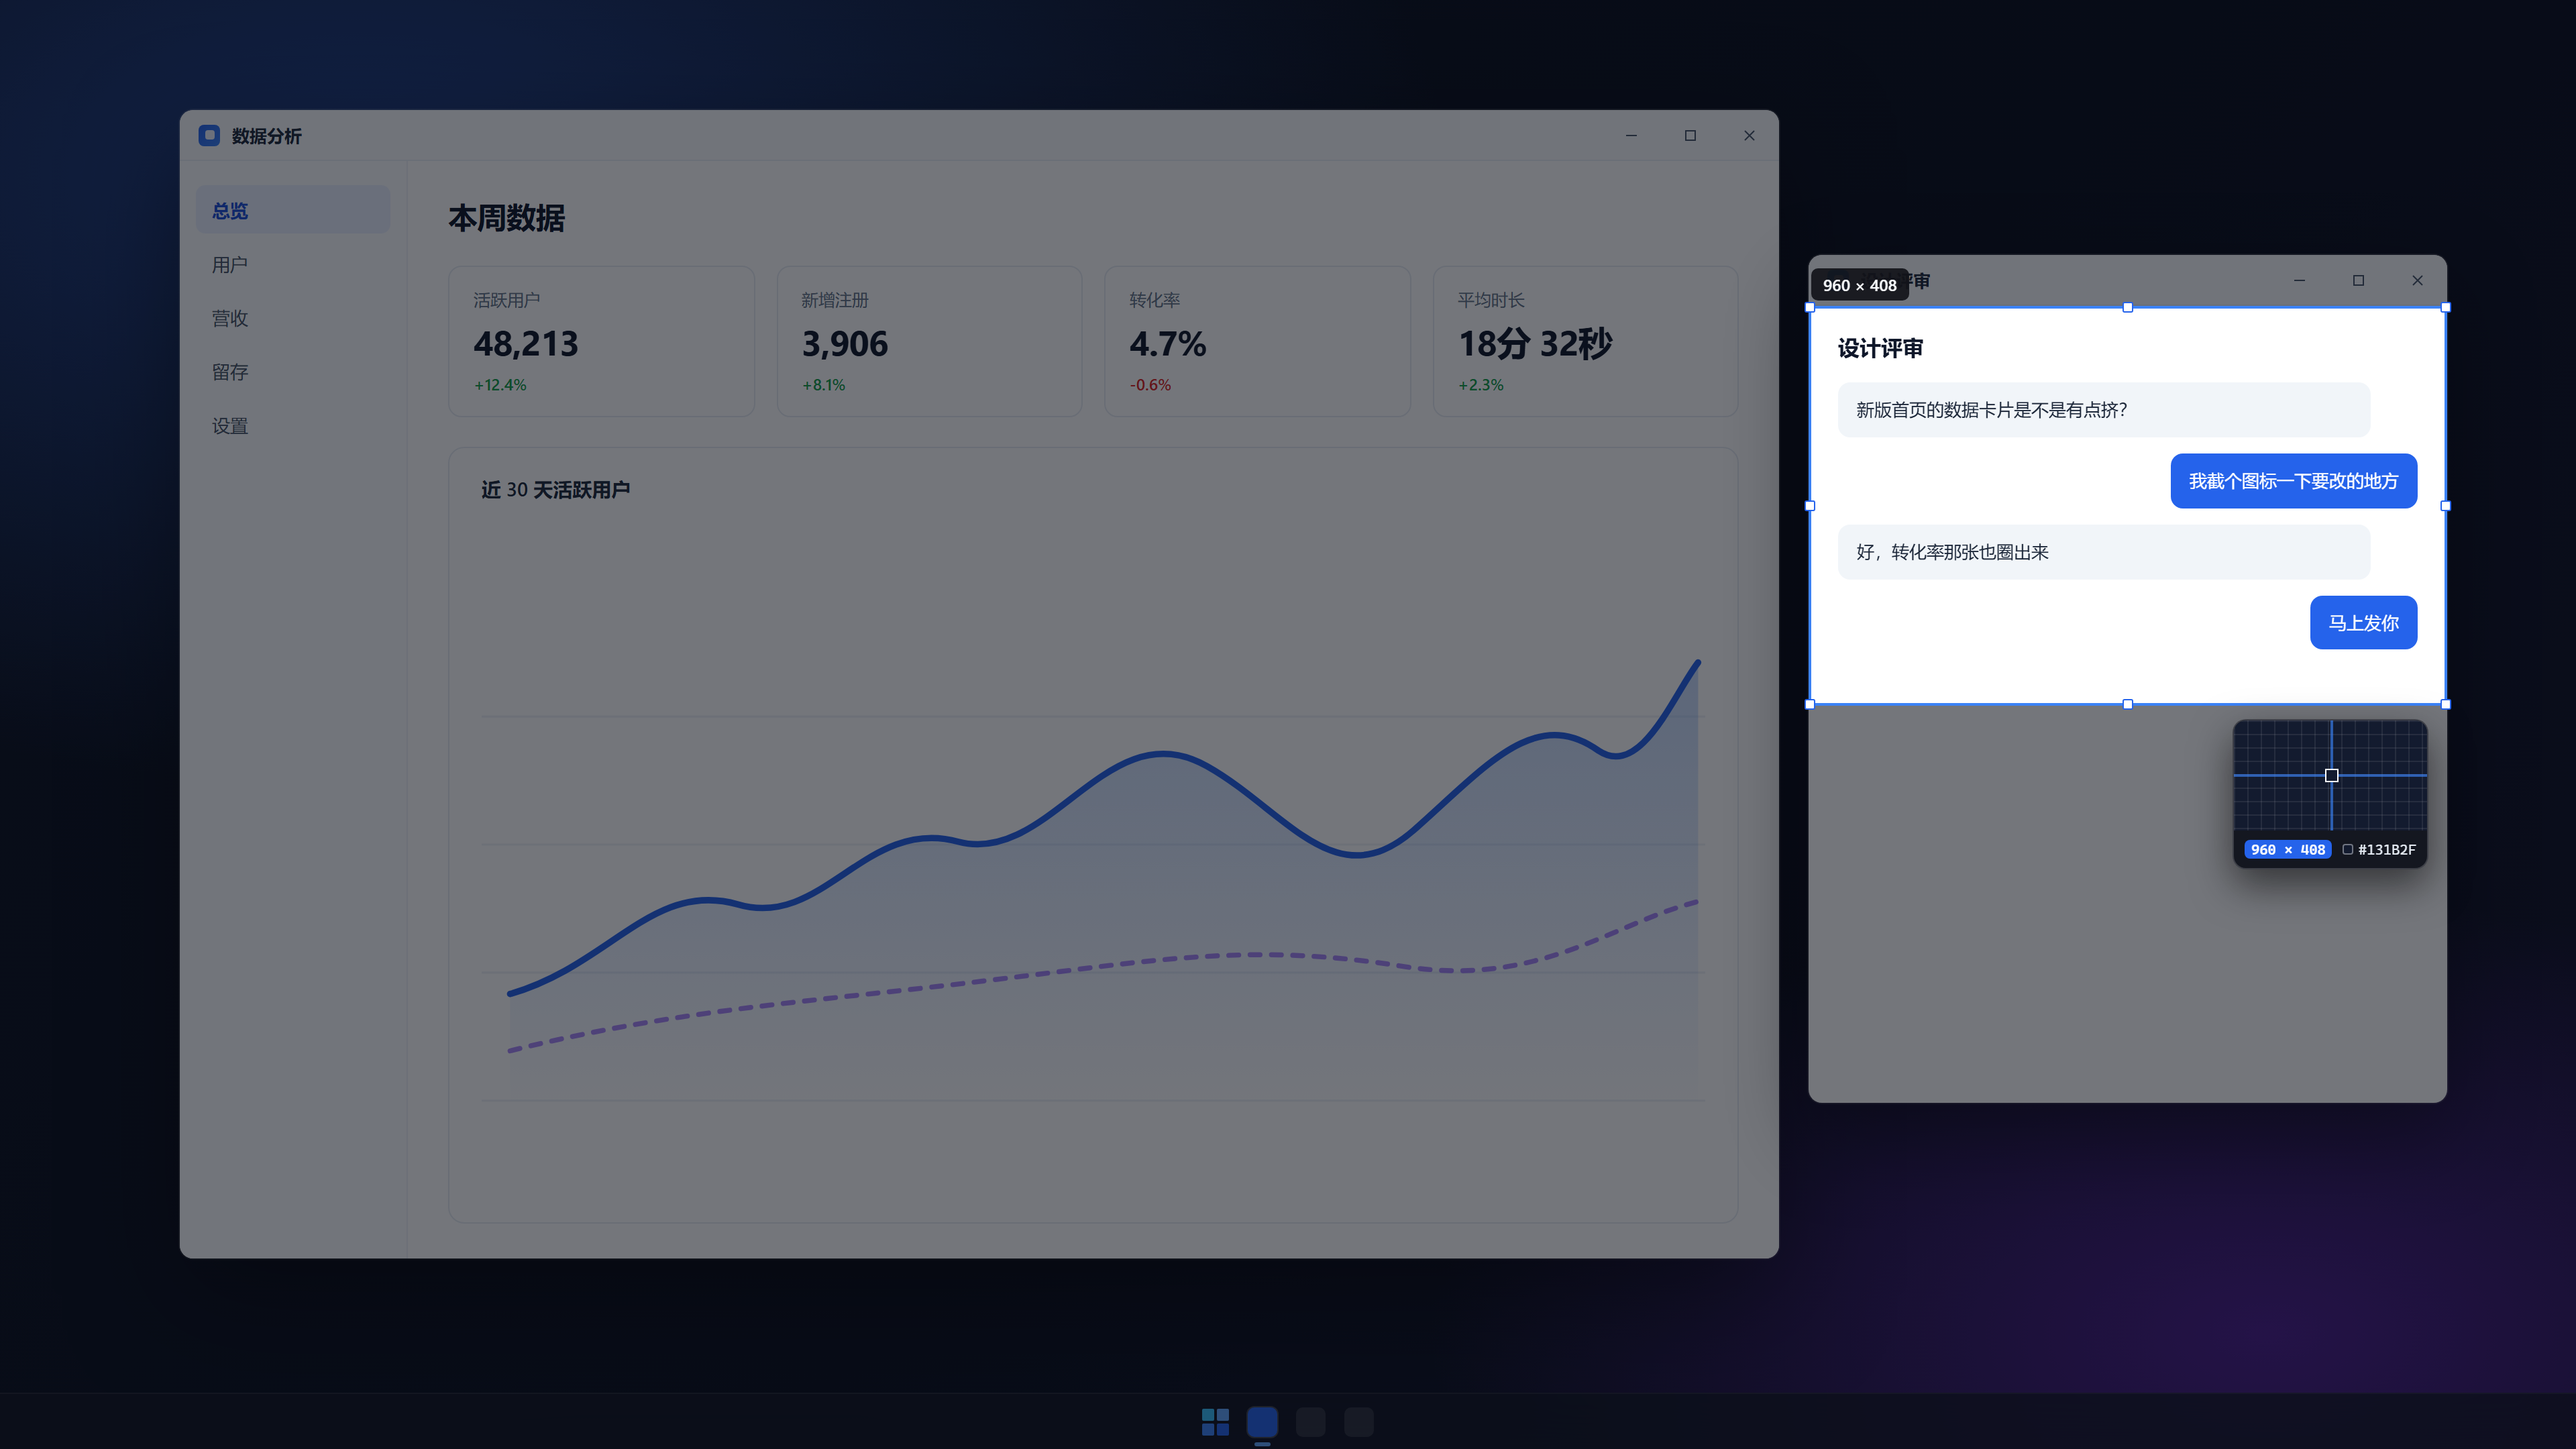 数据分析
总览
用户
营收
留存
设置
本周数据
活跃用户
48,213
+12.4%
新增注册
3,906
+8.1%
转化率
4.7%
-0.6%
平均时长
18分 32秒
+2.3%
近 30 天活跃用户
960 × 408
评审
设计评审
新版首页的数据卡片是不是有点挤？
我截个图标一下要改的地方
好，转化率那张也圈出来
马上发你
960 × 408
#131B2F